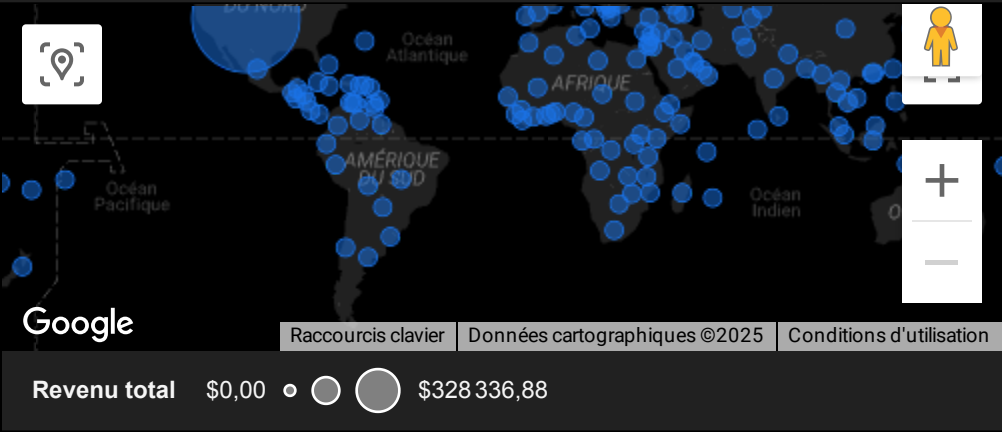 DU NORD
Océan
Atlantique
AFRIQUE
AMÉRIQUE
DU SUD
Océan
Pacifique
Océan
Indien
O
Google
Raccourcis clavier
Données cartographiques ©2025
Conditions d'utilisation
Revenu total
$0,00
$328 336,88